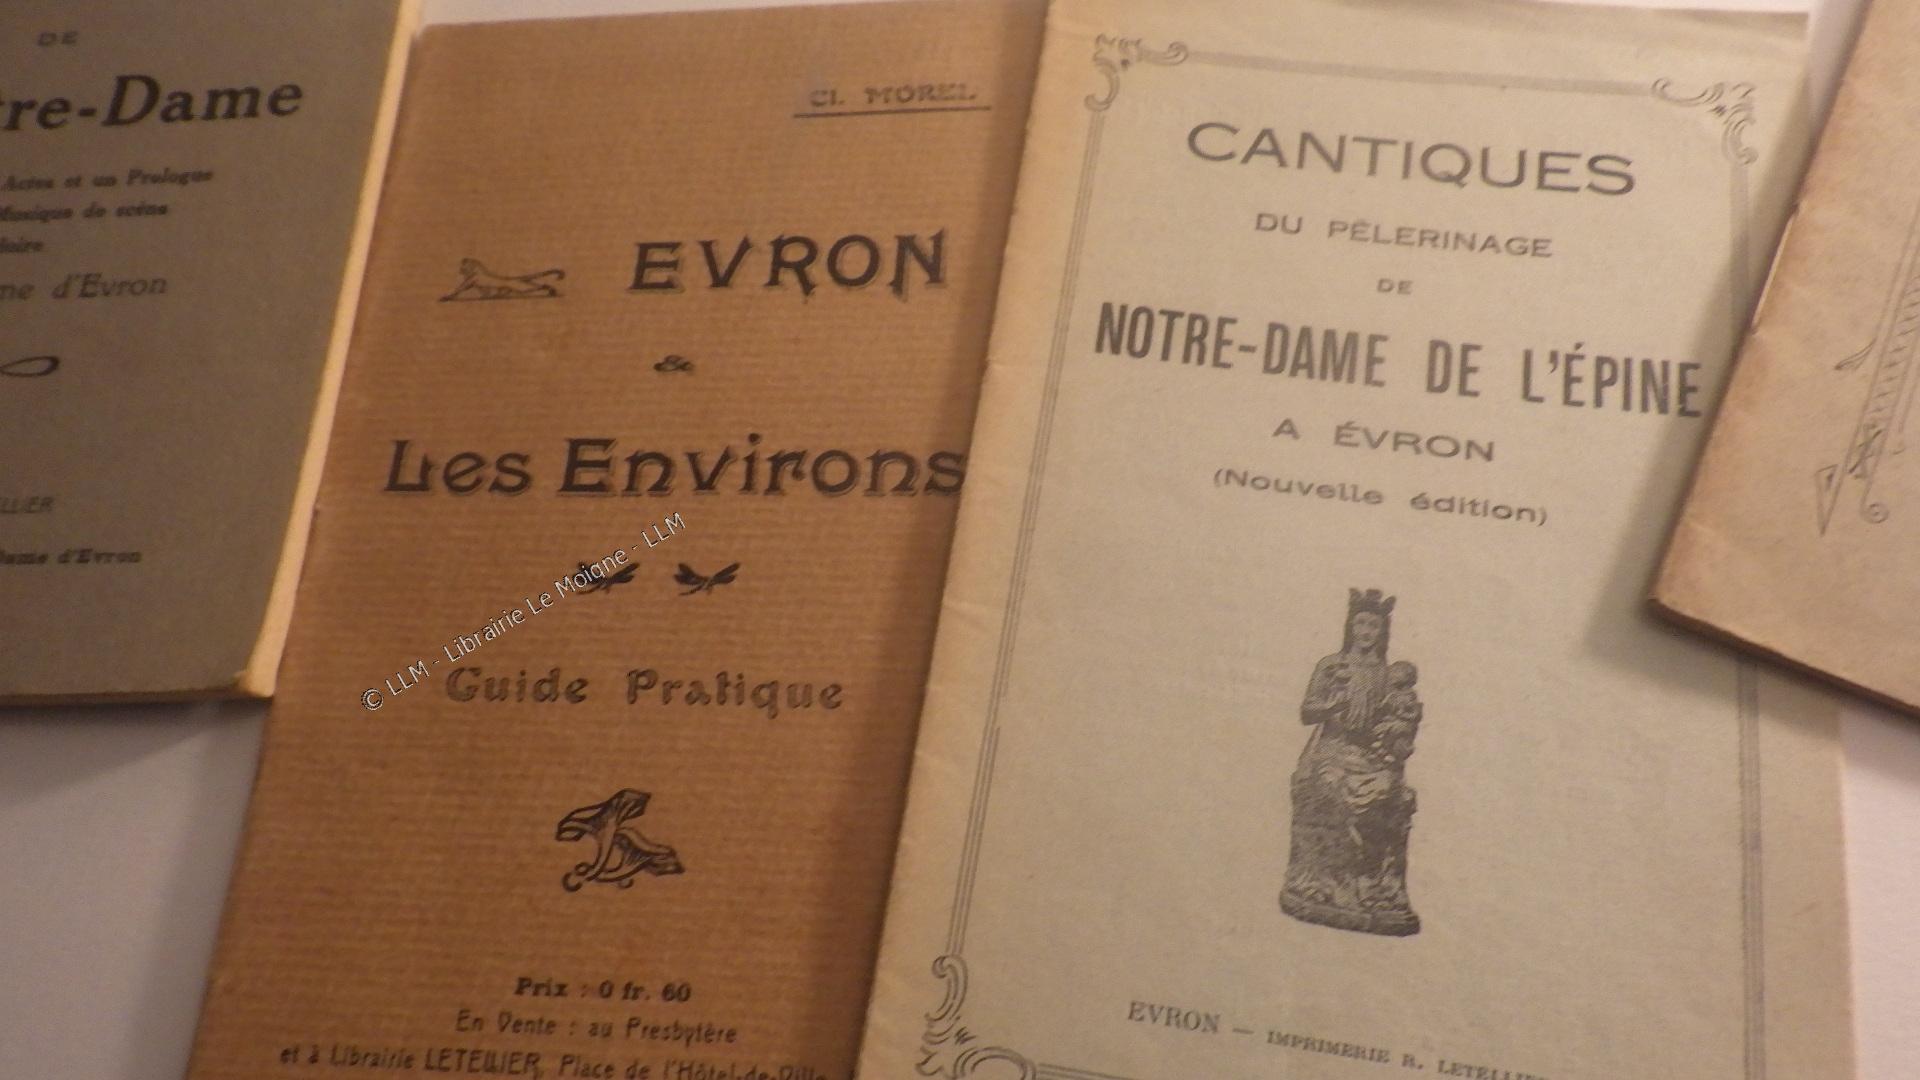 DE
tre-Dame
Actes et un Prologue
Musique de scène
d'Evron
LLIER
Dame d'Evron
Cl. MOREL
EVRON
&
Les Environs
Guide Pratique
Prix : 0 fr. 60
En Vente : au Presbytère
et à Librairie LETELLIER, Place de l'Hôtel-de-Ville
CANTIQUES
DU PÈLERINAGE
DE
NOTRE-DAME DE L'ÉPINE
A ÉVRON
(Nouvelle édition)
EVRON — IMPRIMERIE R. LETELLIER
© LLM - Librairie Le Moigne - LLM